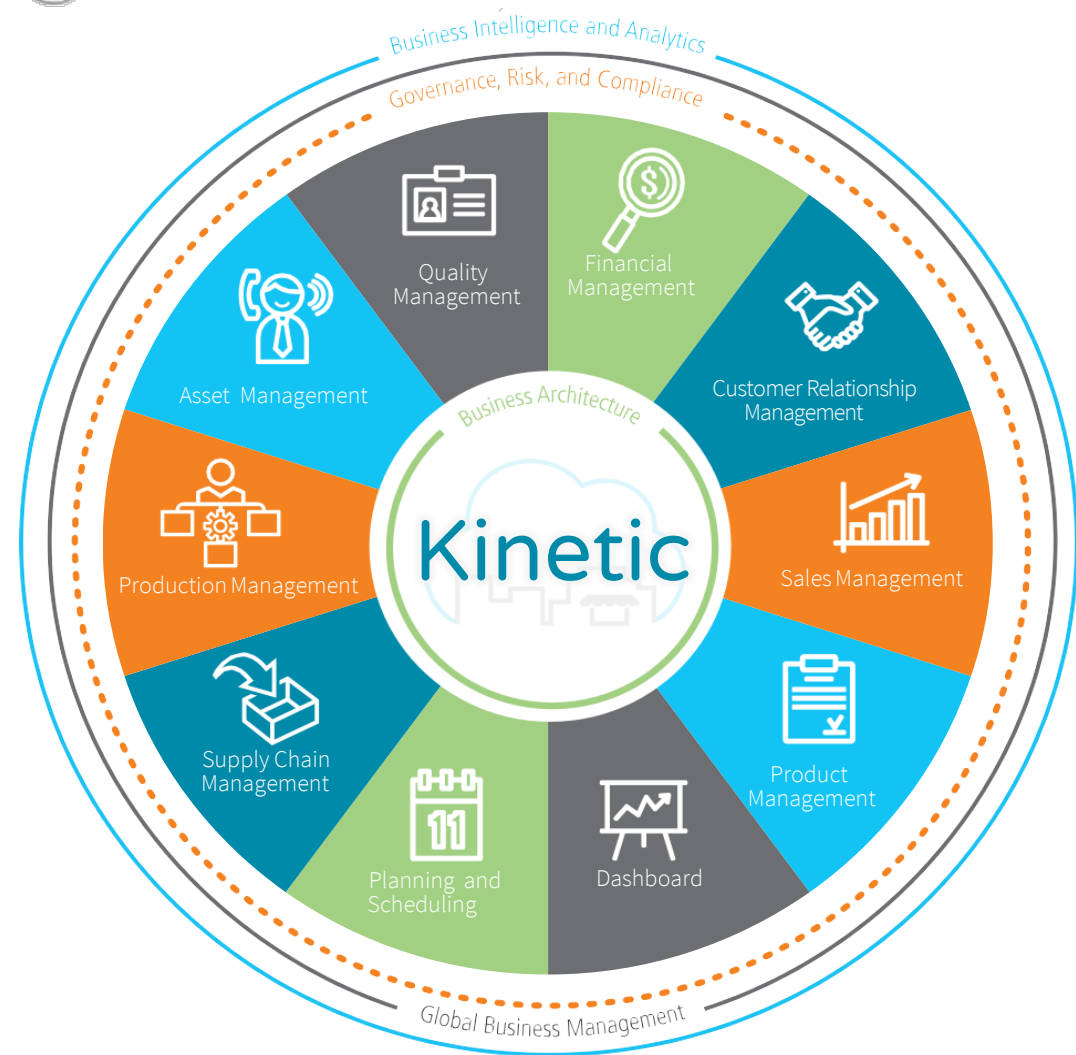 Business Intelligence and Analytics
Governance, Risk, and Compliance
Quality
Management
$
Financial
Management
Asset Management
Customer Relationship
Management
Business Architecture
Kinetic
Production Management
Sales Management
Supply Chain
Management
Product
Management
11
Planning and
Scheduling
Dashboard
Global Business Management